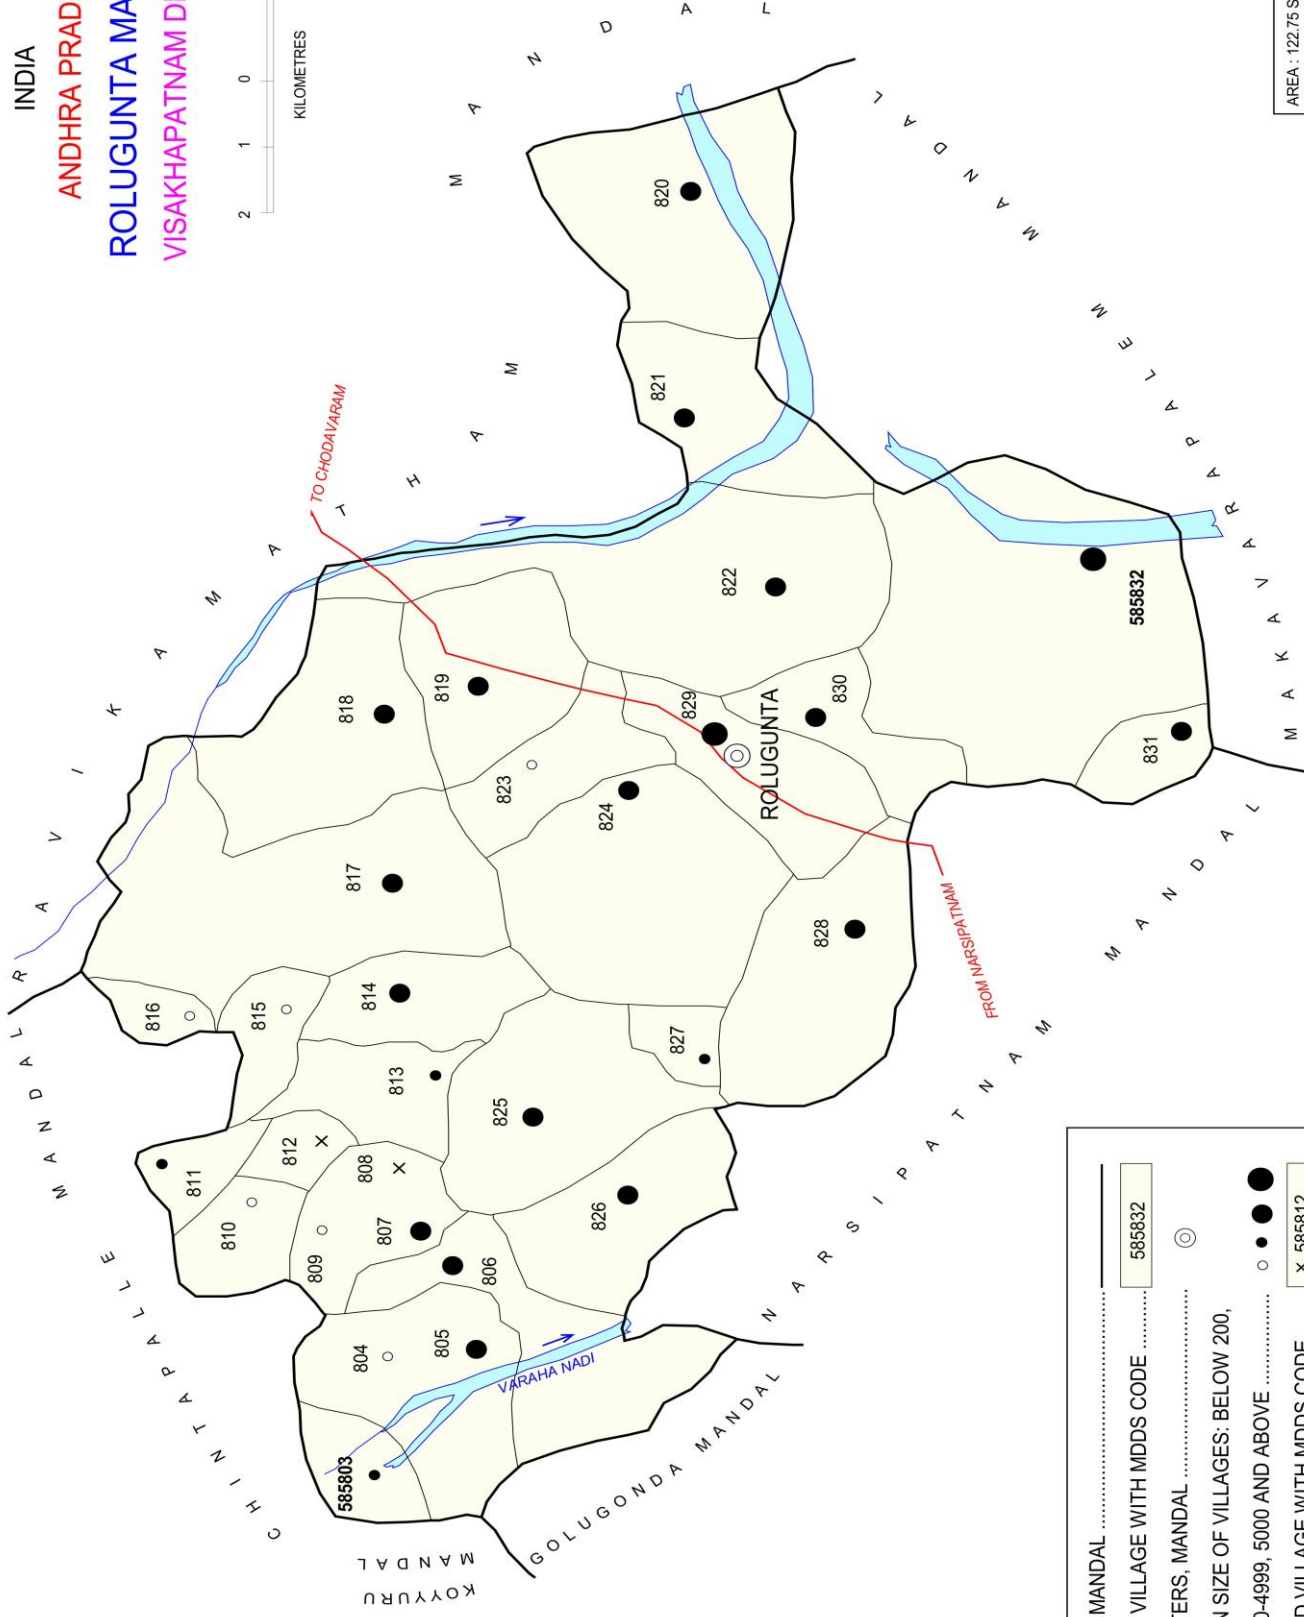 INDIA
ANDHRA PRAD
ROLUGUNTA MA
VISAKHAPATNAM DI
2 1 0
KILOMETRES
AREA : 122.75 S
RAVIKAMATHAM MANDAL
MAKAVARAPALLEM MANDAL
NARSIPATNAM MANDAL
GOLUGONDA MANDAL
KOYYURU
MANDAL
CHINTAPALLE MANDAL
TO CHODAVARAM
FROM NARSIPATNAM
VARAHA NADI
ROLUGUNTA
585803
804
805
806
807
808
809
810
811
812
813
814
815
816
817
818
819
820
821
822
823
824
825
826
827
828
829
830
831
585832
MANDAL
VILLAGE WITH MDDS CODE
585832
TERS, MANDAL
N SIZE OF VILLAGES: BELOW 200,
0-4999, 5000 AND ABOVE
D VILLAGE WITH MDDS CODE
x 585812